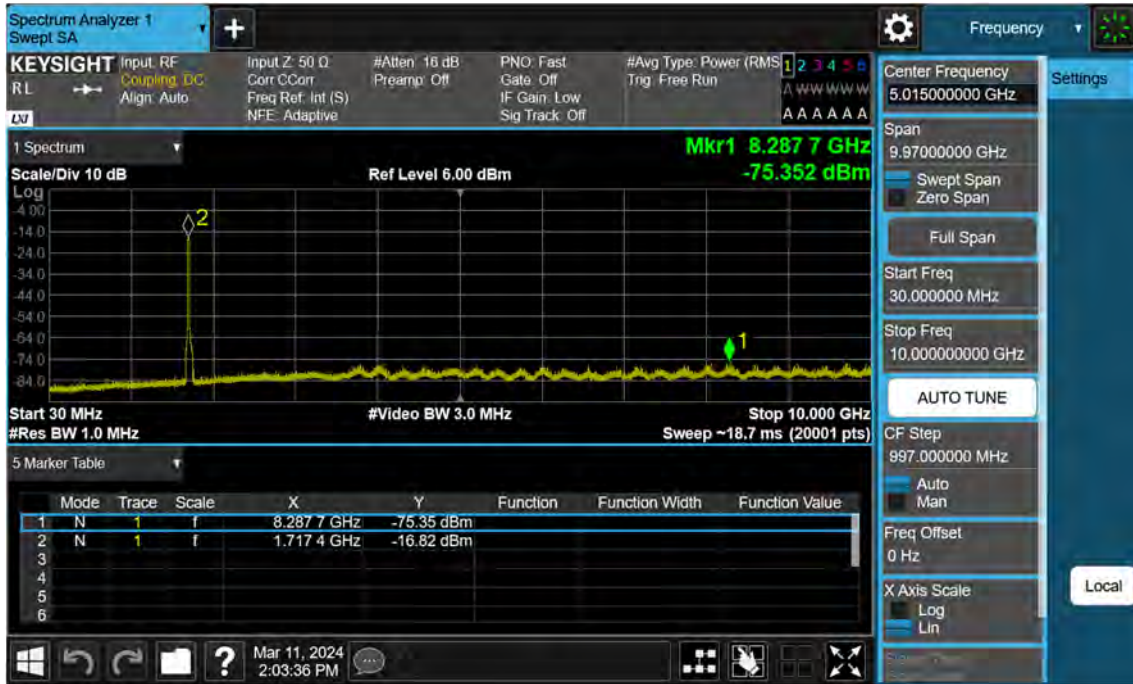 Spectrum Analyzer 1
Swept SA
+
Frequency
KEYSIGHT
RL
LXI
Input: RF
Coupling: DC
Align: Auto
Input Z: 50 Ω
Corr CCorr
Freq Ref: Int (S)
NFE: Adaptive
#Atten: 16 dB
Preamp: Off
PNO: Fast
Gate: Off
IF Gain: Low
Sig Track: Off
#Avg Type: Power (RMS
Trig: Free Run
1 2 3 4 5 6
A W W W W W
A A A A A A
1 Spectrum
Scale/Div 10 dB
Ref Level 6.00 dBm
Mkr1 8.287 7 GHz
-75.352 dBm
Log
-4.00
-14.0
-24.0
-34.0
-44.0
-54.0
-64.0
-74.0
-84.0
2
1
Start 30 MHz
#Video BW 3.0 MHz
Stop 10.000 GHz
#Res BW 1.0 MHz
Sweep ~18.7 ms (20001 pts)
5 Marker Table
Mode Trace Scale X Y Function Function Width Function Value
1 N 1 f 8.287 7 GHz -75.35 dBm
2 N 1 f 1.717 4 GHz -16.82 dBm
3
4
5
6
?
Mar 11, 2024
2:03:36 PM
Center Frequency
5.015000000 GHz
Span
9.97000000 GHz
Swept Span
Zero Span
Full Span
Start Freq
30.000000 MHz
Stop Freq
10.000000000 GHz
AUTO TUNE
CF Step
997.000000 MHz
Auto
Man
Freq Offset
0 Hz
X Axis Scale
Log
Lin
Settings
Local